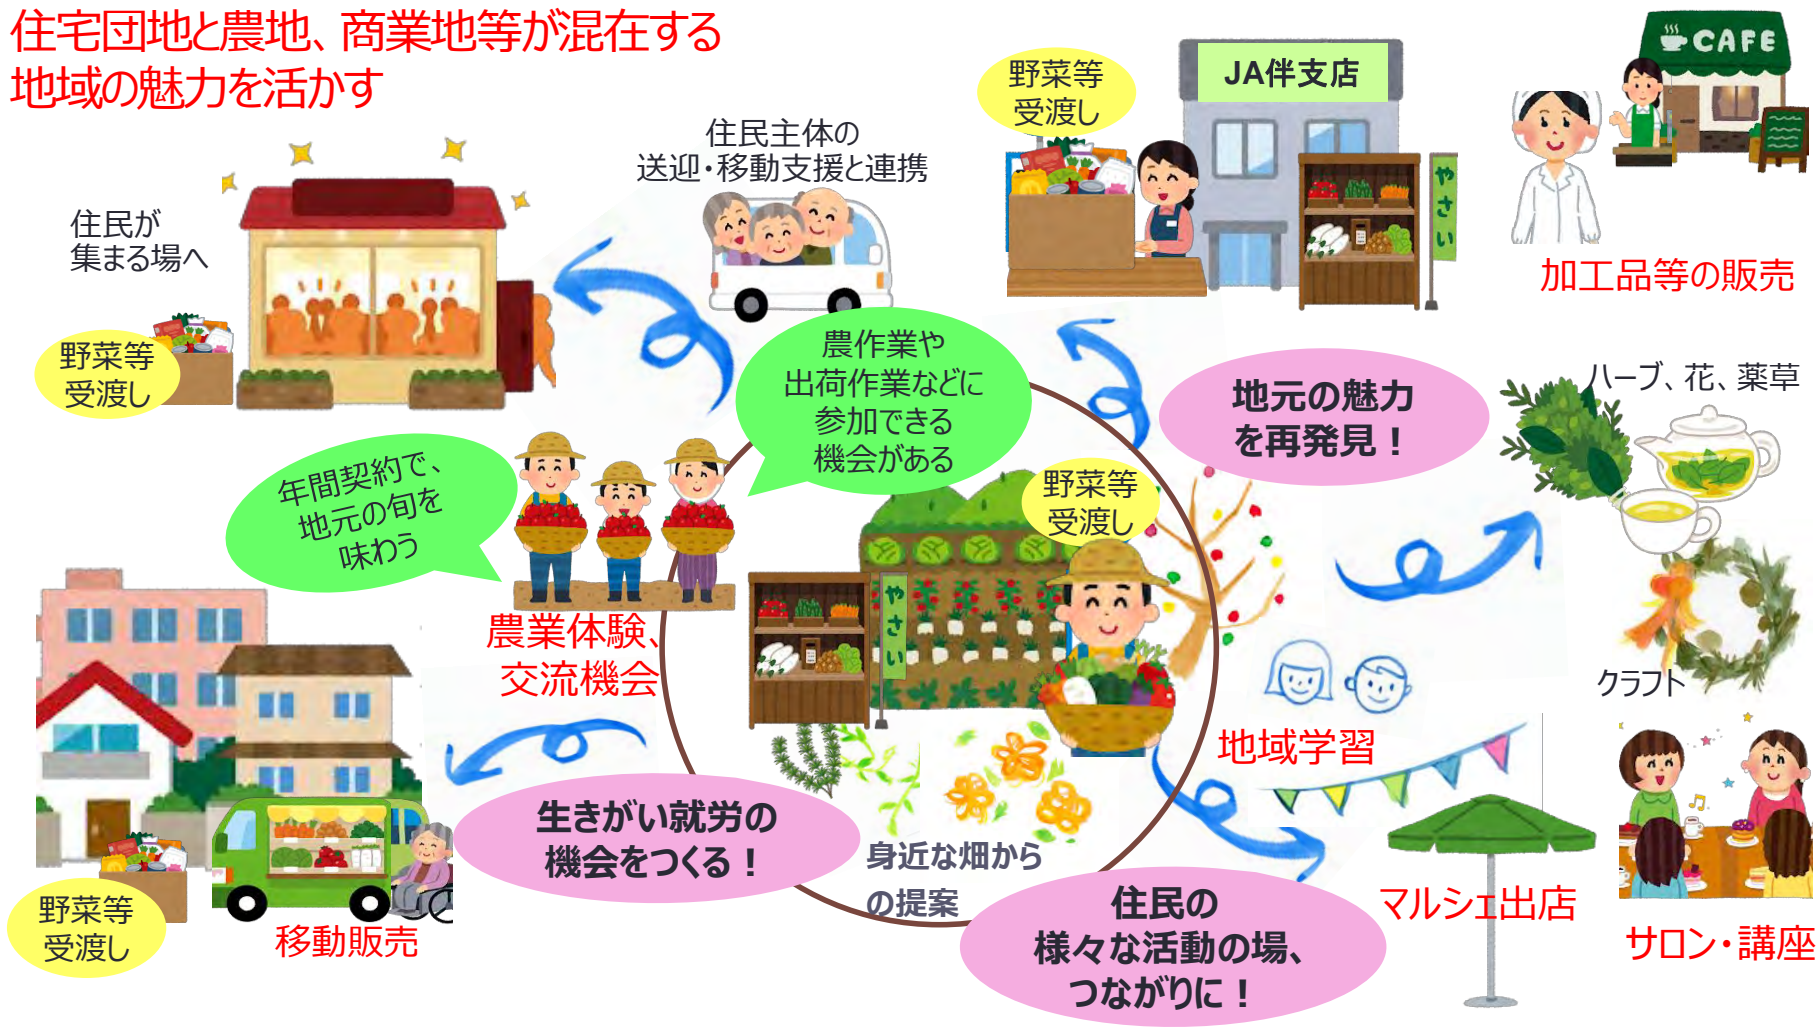 住宅団地と農地、商業地等が混在する
地域の魅力を活かす
住民が
集まる場へ
野菜等
受渡し
住民主体の
送迎・移動支援と連携
野菜等
受渡し
JA伴支店
やさい
CAFE
加工品等の販売
農作業や
出荷作業などに
参加できる
機会がある
地元の魅力
を再発見！
ハーブ、花、薬草
年間契約で、
地元の旬を
味わう
野菜等
受渡し
やさい
農業体験、
交流機会
クラフト
地域学習
生きがい就労の
機会をつくる！
身近な畑から
の提案
住民の
様々な活動の場、
つながりに！
マルシェ出店
サロン・講座
野菜等
受渡し
移動販売